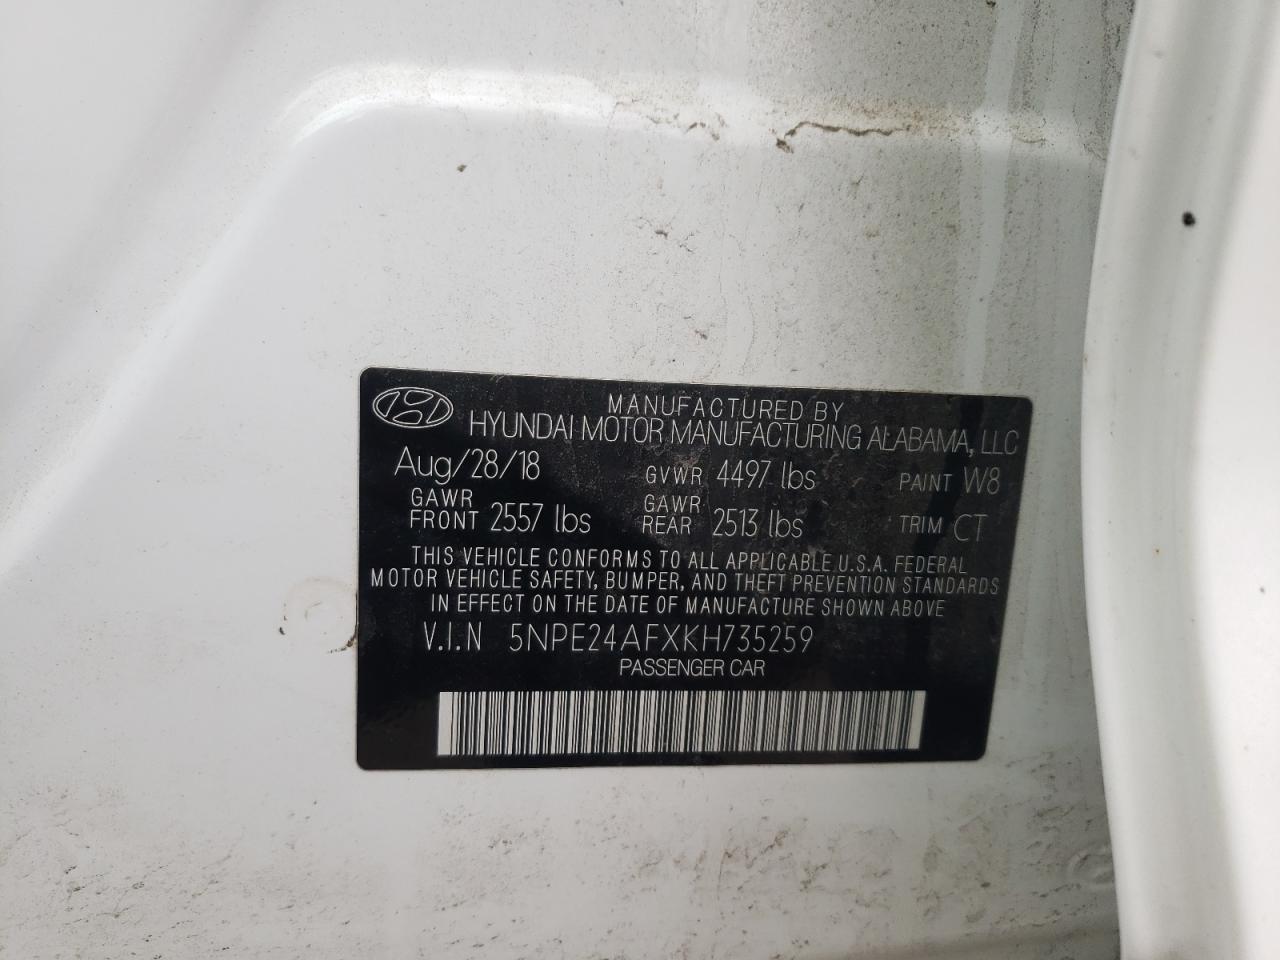 MANUFACTURED BY
HYUNDAI MOTOR MANUFACTURING ALABAMA, LLC
Aug/28/18 GVWR 4497 lbs PAINT W8
GAWR FRONT 2557 lbs GAWR REAR 2513 lbs TRIM CT
THIS VEHICLE CONFORMS TO ALL APPLICABLE U.S.A. FEDERAL
MOTOR VEHICLE SAFETY, BUMPER, AND THEFT PREVENTION STANDARDS
IN EFFECT ON THE DATE OF MANUFACTURE SHOWN ABOVE
V.I.N 5NPE24AFXKH735259
PASSENGER CAR